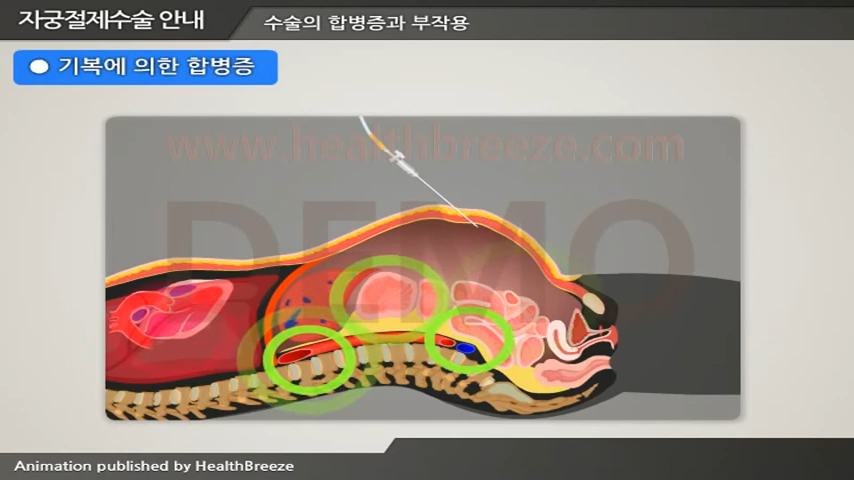 자궁절제수술 안내
수술의 합병증과 부작용
기복에 의한 합병증
www.healthbreeze.com
DEMO
Animation published by HealthBreeze